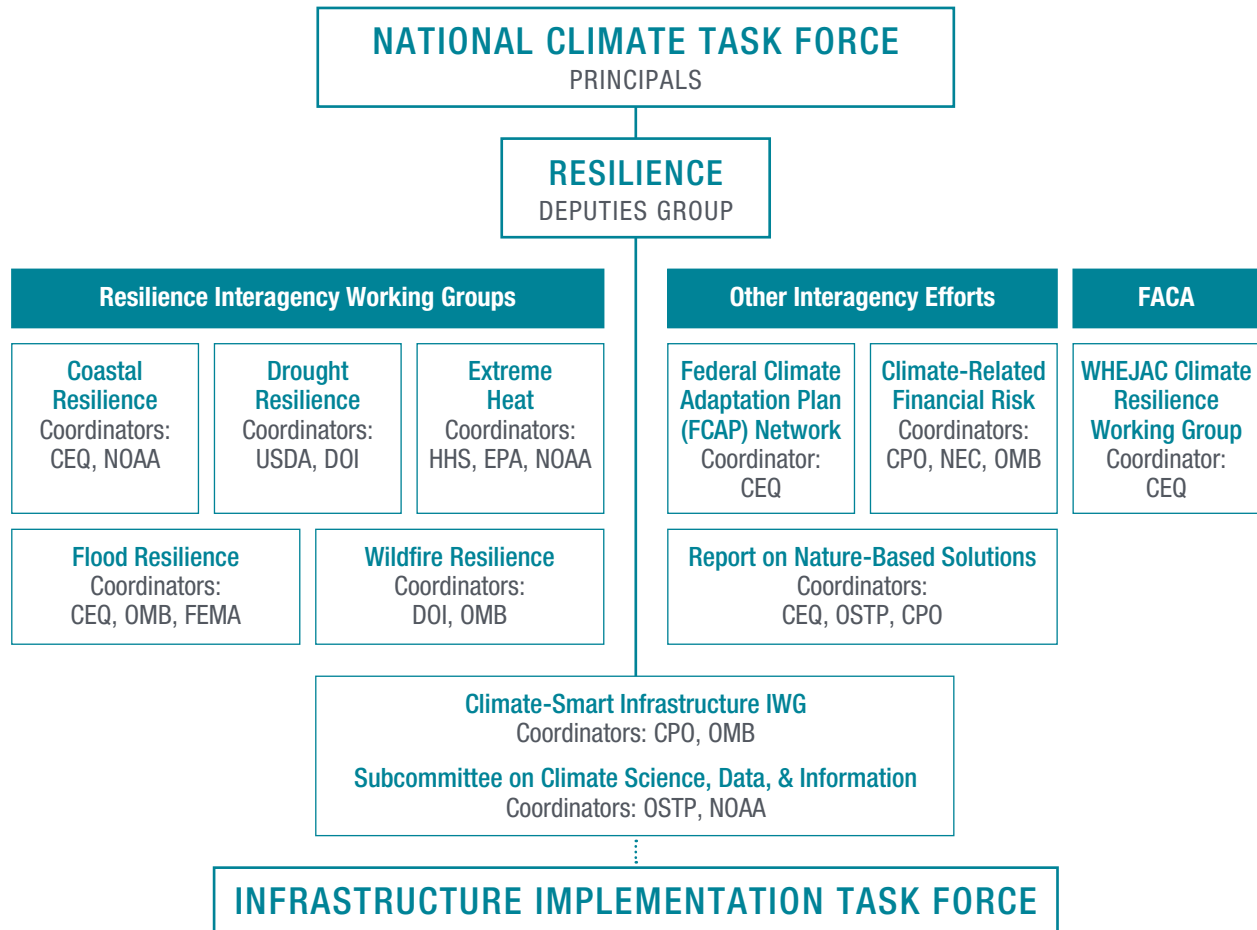 NATIONAL CLIMATE TASK FORCE
PRINCIPALS
RESILIENCE
DEPUTIES GROUP
Resilience Interagency Working Groups
Coastal
Resilience
Coordinators:
CEQ, NOAA
Drought
Resilience
Coordinators:
USDA, DOI
Extreme
Heat
Coordinators:
HHS, EPA, NOAA
Flood Resilience
Coordinators:
CEQ, OMB, FEMA
Wildfire Resilience
Coordinators:
DOI, OMB
Other Interagency Efforts
Federal Climate
Adaptation Plan
(FCAP) Network
Coordinator:
CEQ
Climate-Related
Financial Risk
Coordinators:
CPO, NEC, OMB
Report on Nature-Based Solutions
Coordinators:
CEQ, OSTP, CPO
FACA
WHEJAC Climate
Resilience
Working Group
Coordinator:
CEQ
Climate-Smart Infrastructure IWG
Coordinators: CPO, OMB
Subcommittee on Climate Science, Data, & Information
Coordinators: OSTP, NOAA
INFRASTRUCTURE IMPLEMENTATION TASK FORCE